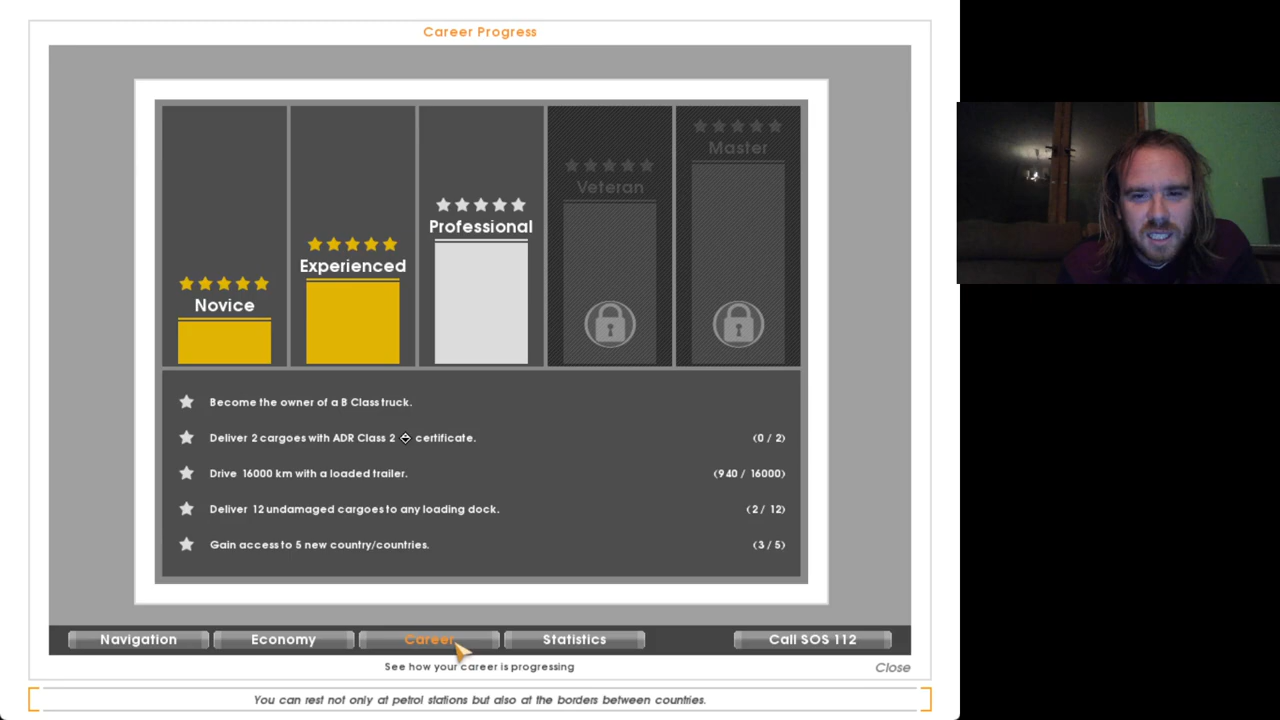 Career Progress
Master
Veteran
Professional
Experienced
Novice
Become the owner of a B Class truck.
Deliver 2 cargoes with ADR Class 2 certificate. (0 / 2)
Drive 16000 km with a loaded trailer. (940 / 16000)
Deliver 12 undamaged cargoes to any loading dock. (2 / 12)
Gain access to 5 new country/countries. (3 / 5)
Navigation Economy Career Statistics Call SOS 112
See how your career is progressing Close
You can rest not only at petrol stations but also at the borders between countries.